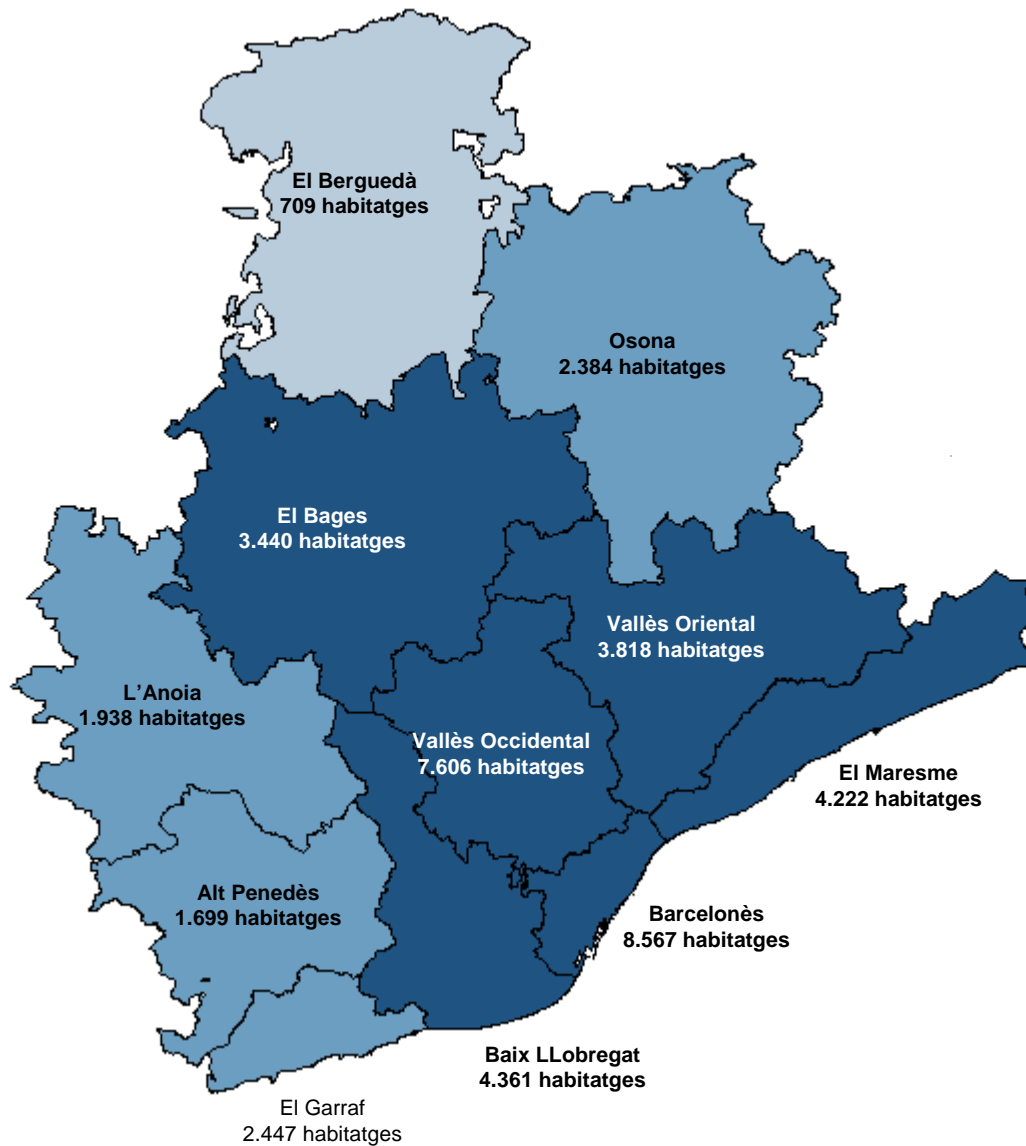 El Berguedà
709 habitatges
Osona
2.384 habitatges
El Bages
3.440 habitatges
Vallès Oriental
3.818 habitatges
L'Anoia
1.938 habitatges
Vallès Occidental
7.606 habitatges
El Maresme
4.222 habitatges
Alt Penedès
1.699 habitatges
Barcelonès
8.567 habitatges
Baix LLobregat
4.361 habitatges
El Garraf
2.447 habitatges